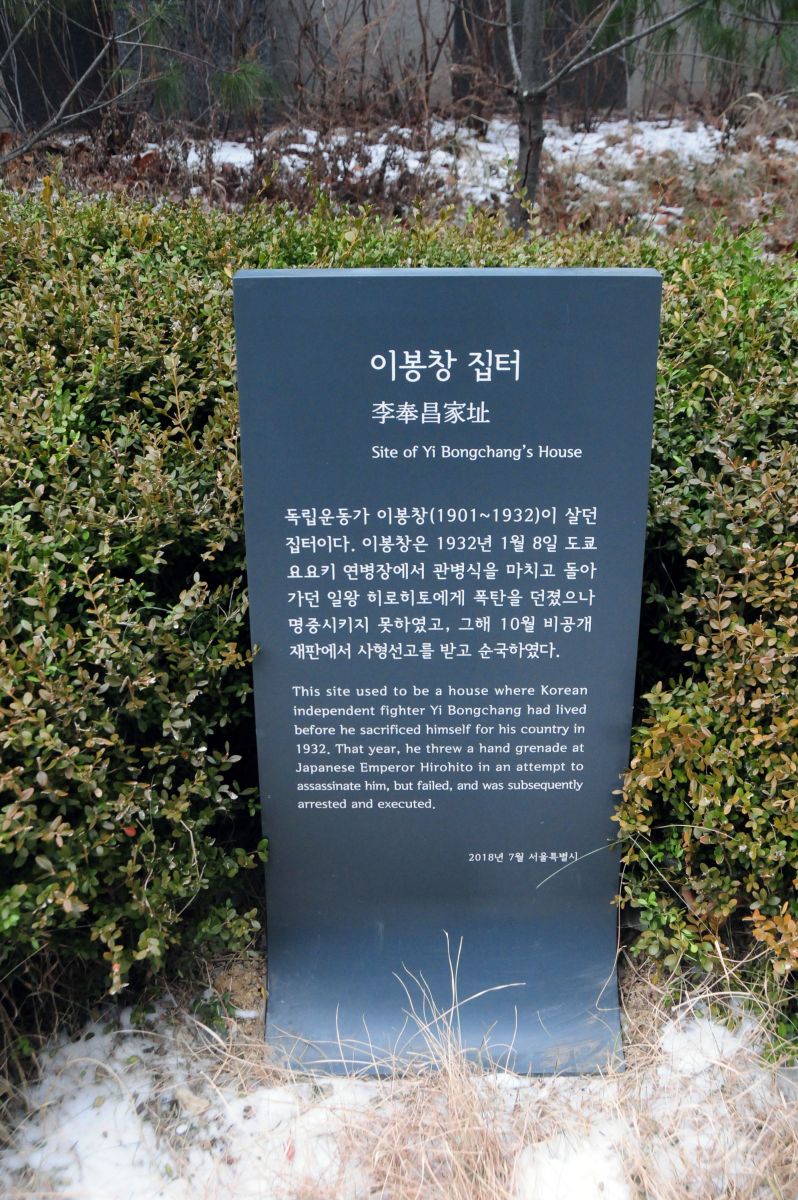 이봉창 집터
李奉昌家址
Site of Yi Bongchang's House
독립운동가 이봉창(1901~1932)이 살던
집터이다. 이봉창은 1932년 1월 8일 도쿄
요요키 연병장에서 관병식을 마치고 돌아
가던 일왕 히로히토에게 폭탄을 던졌으나
명중시키지 못하였고, 그해 10월 비공개
재판에서 사형선고를 받고 순국하였다.
This site used to be a house where Korean
independent fighter Yi Bongchang had lived
before he sacrificed himself for his country in
1932. That year, he threw a hand grenade at
Japanese Emperor Hirohito in an attempt to
assassinate him, but failed, and was subsequently
arrested and executed.
2018년 7월 서울특별시